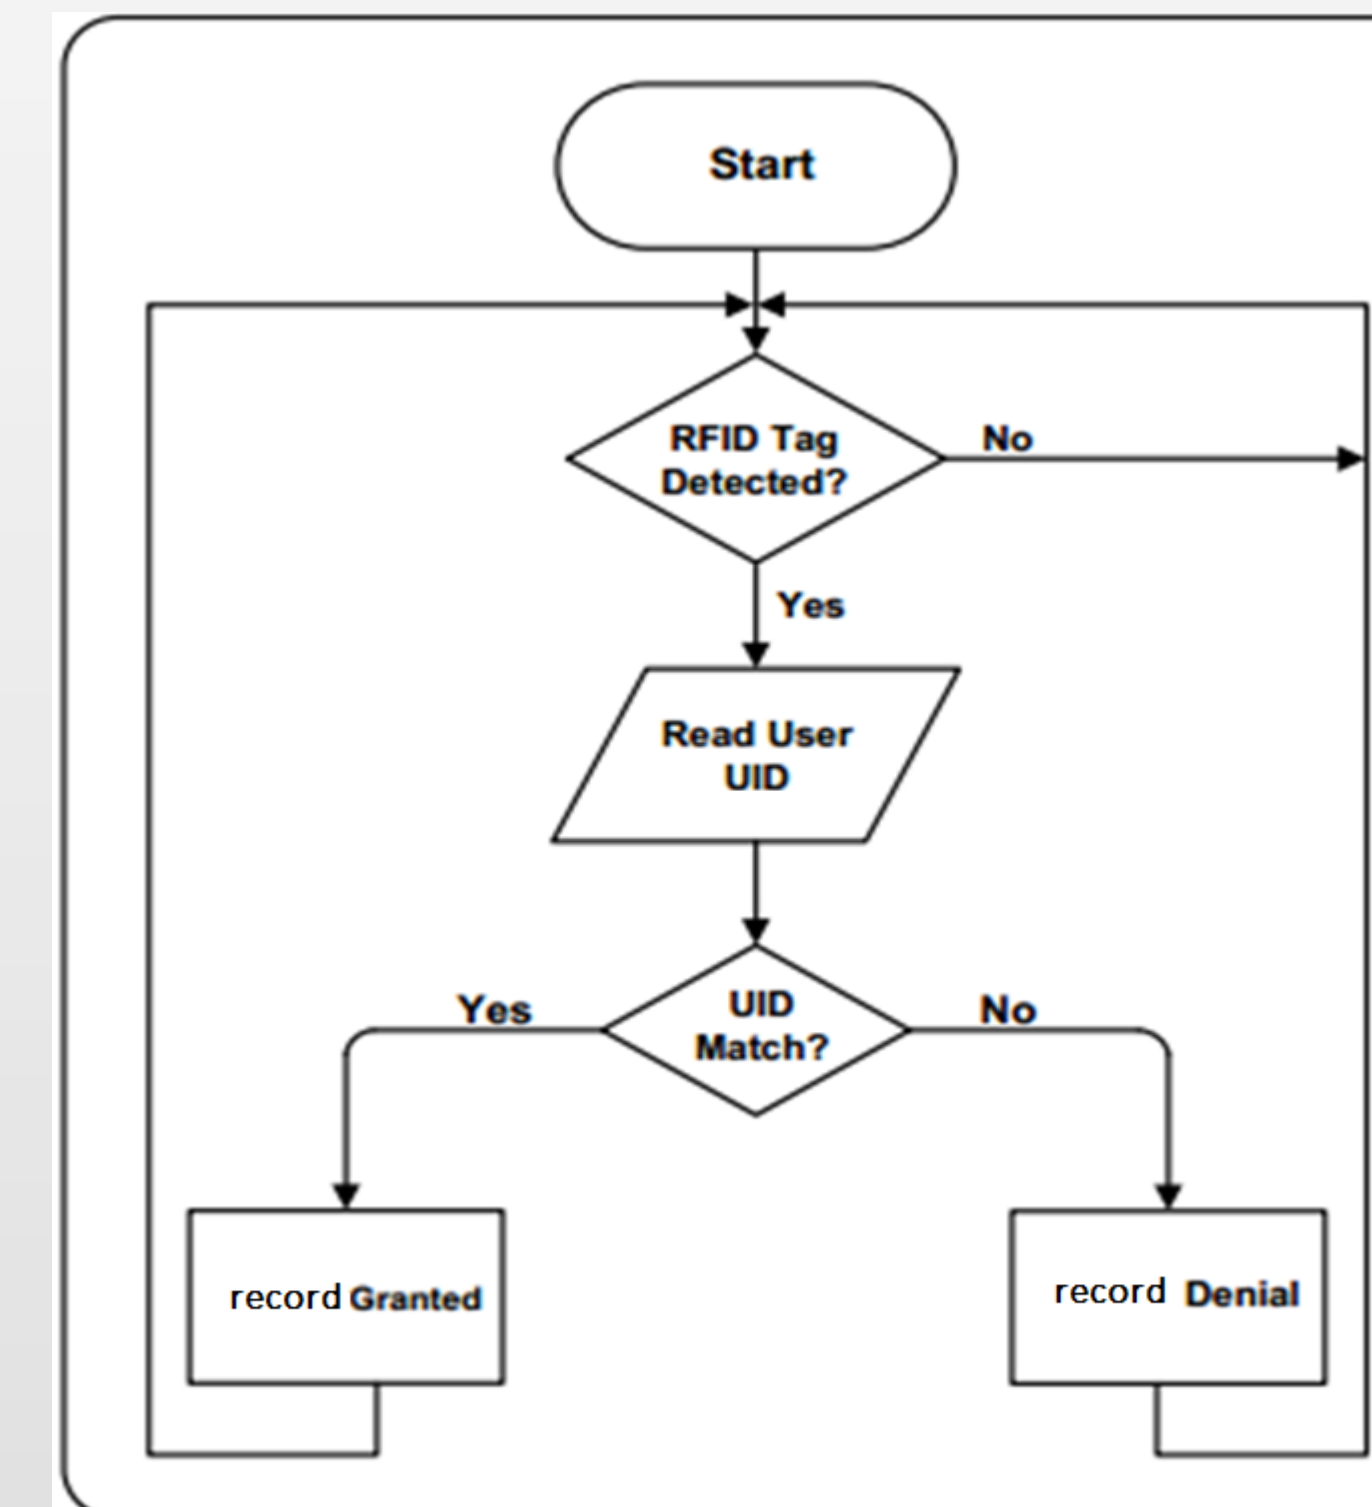 Start
RFID Tag
Detected?
No
Yes
Read User
UID
Yes
UID
Match?
No
record Granted
record Denial